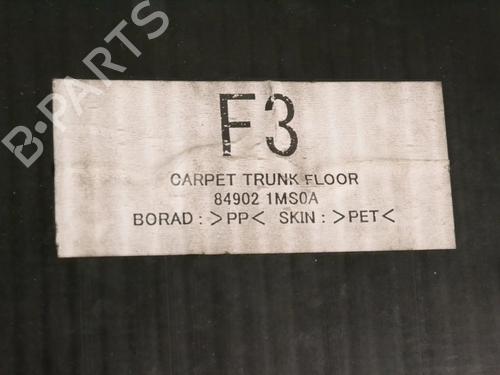 B-PARTS
F3
CARPET TRUNK FLOOR
84902 1MS0A
BORAD : >PP< SKIN : >PET<